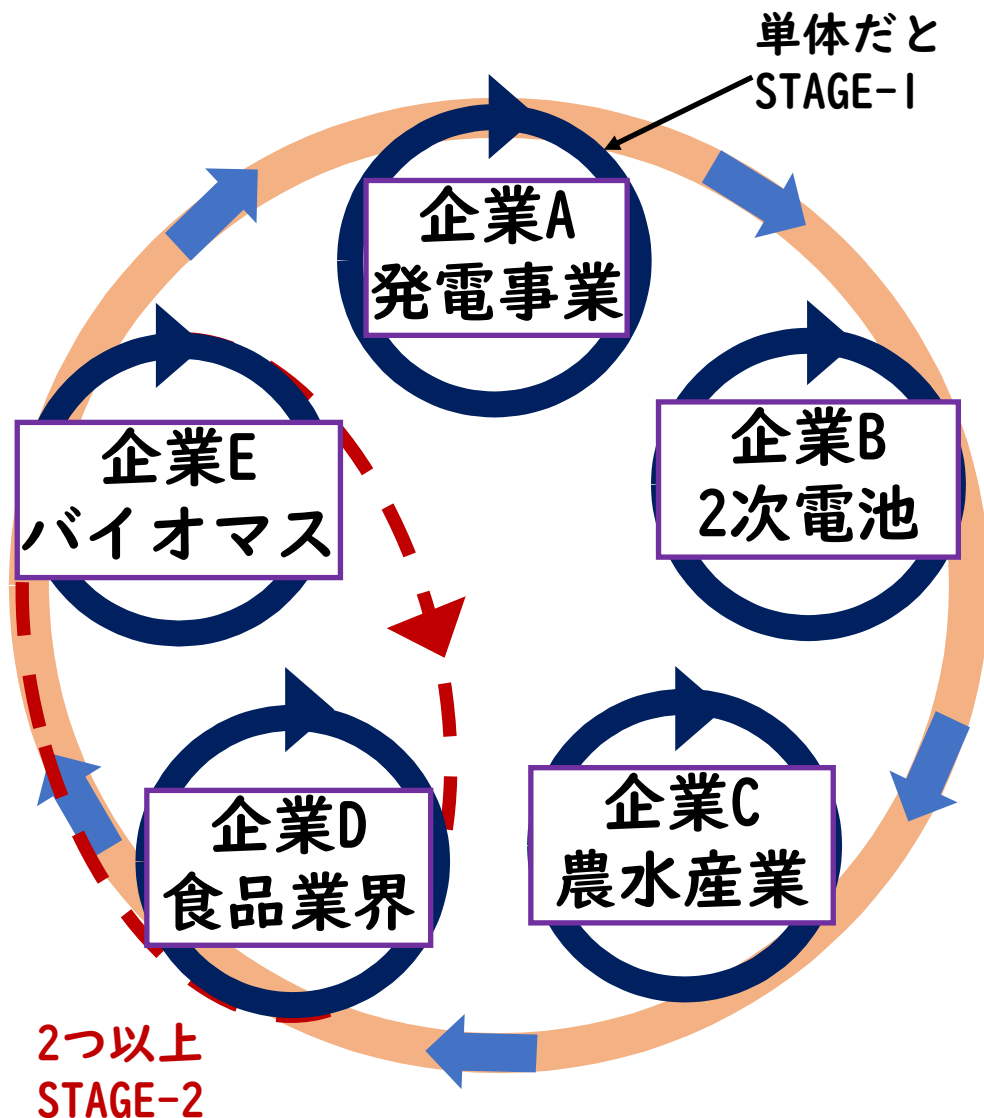 単体だと
STAGE-1
企業A
発電事業
企業B
2次電池
企業E
バイオマス
企業C
農水産業
企業D
食品業界
2つ以上
STAGE-2